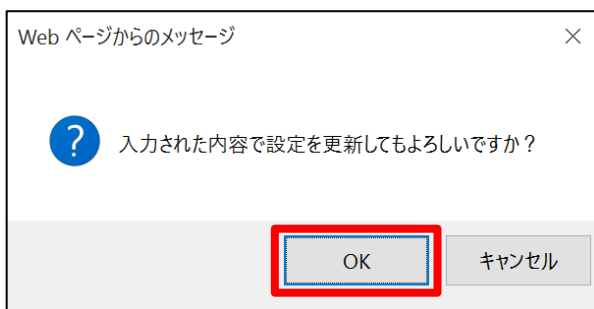 Web ページからのメッセージ
入力された内容で設定を更新してもよろしいですか？
OK
キャンセル